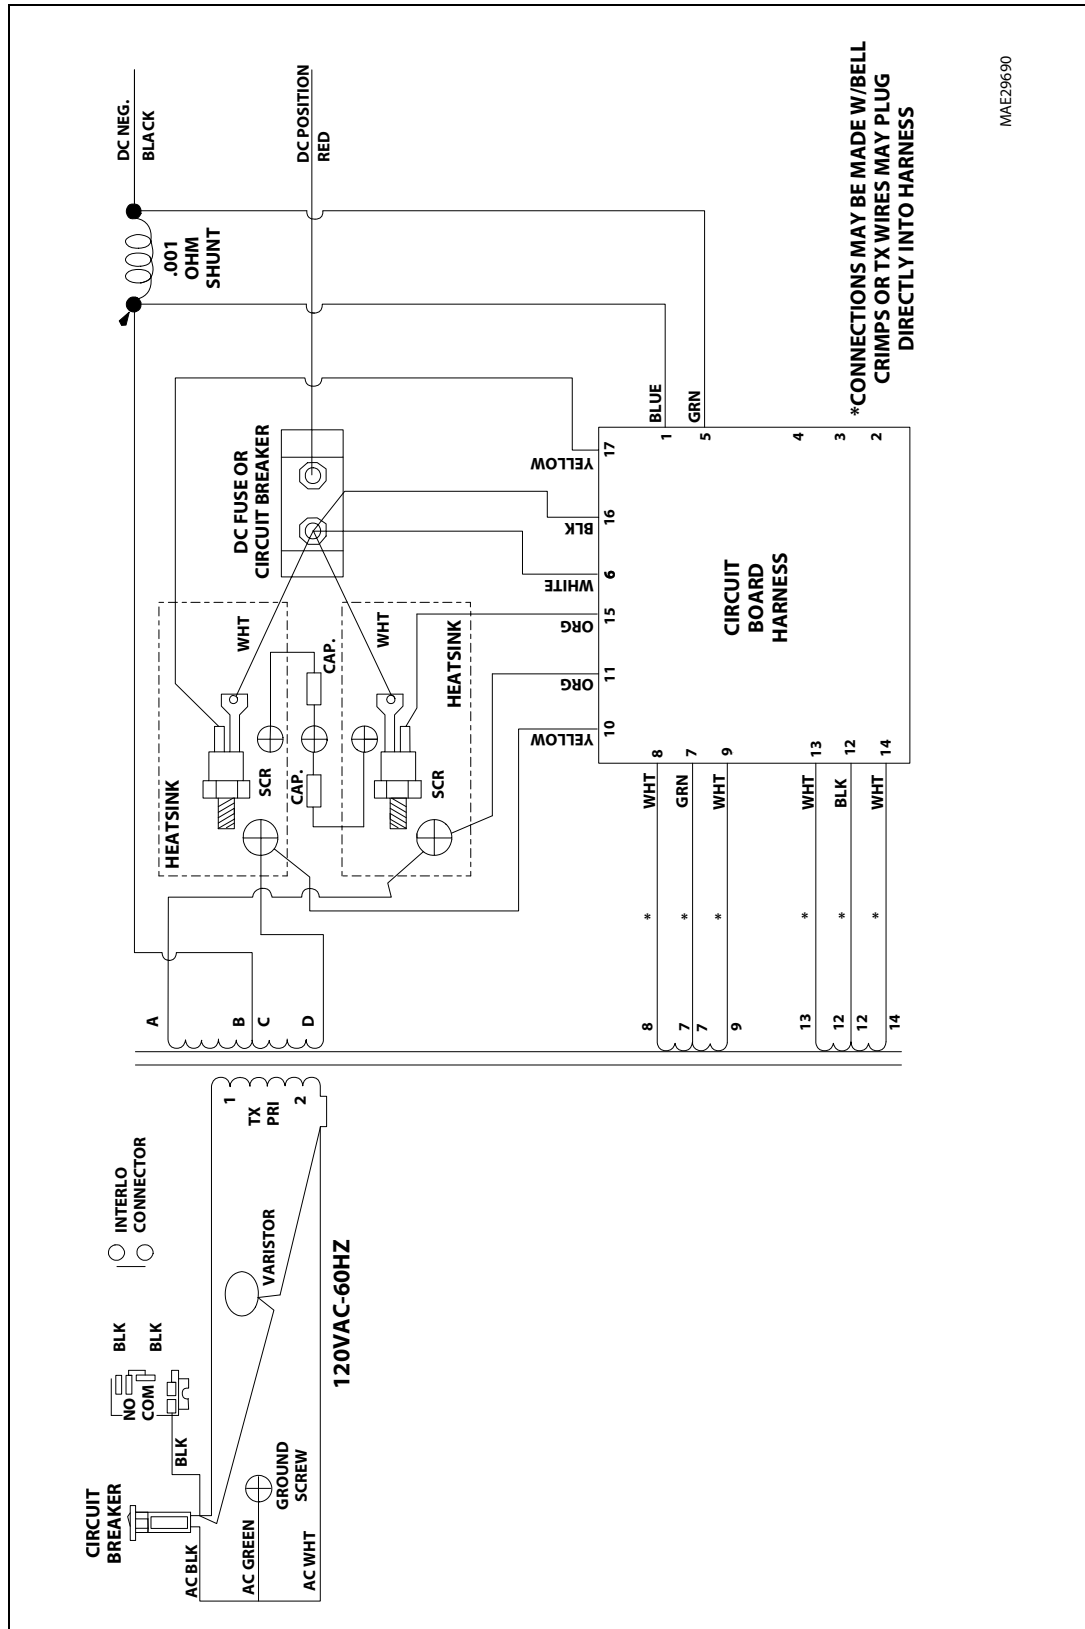 CIRCUIT
BREAKER
AC BLK
AC GREEN
AC WHT
BLK
GROUND
SCREW
NO
COM
BLK
BLK
INTERLO
CONNECTOR
VARISTOR
120VAC-60HZ
1
TX
PRI
2
A
B
C
D
HEATSINK
SCR
WHT
CAP.
CAP.
WHT
SCR
HEATSINK
DC FUSE OR
CIRCUIT BREAKER
.001
OHM
SHUNT
DC NEG.
BLACK
DC POSITION
RED
YELLOW
10
ORG
11
ORG
15
WHITE
6
BLK
16
YELLOW
17
BLUE
1
GRN
5
4
3
2
CIRCUIT
BOARD
HARNESS
8 * WHT 8
7 * GRN 7
7
9 * WHT 9
13 * WHT 13
12 * BLK 12
12
14 * WHT 14
*CONNECTIONS MAY BE MADE W/BELL
CRIMPS OR TX WIRES MAY PLUG
DIRECTLY INTO HARNESS
MAE29690